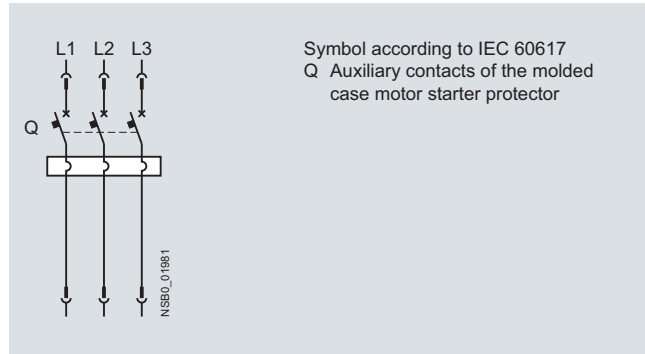 L1 L2 L3
Symbol according to IEC 60617
Q Auxiliary contacts of the molded
case motor starter protector
Q
NSB0_01981